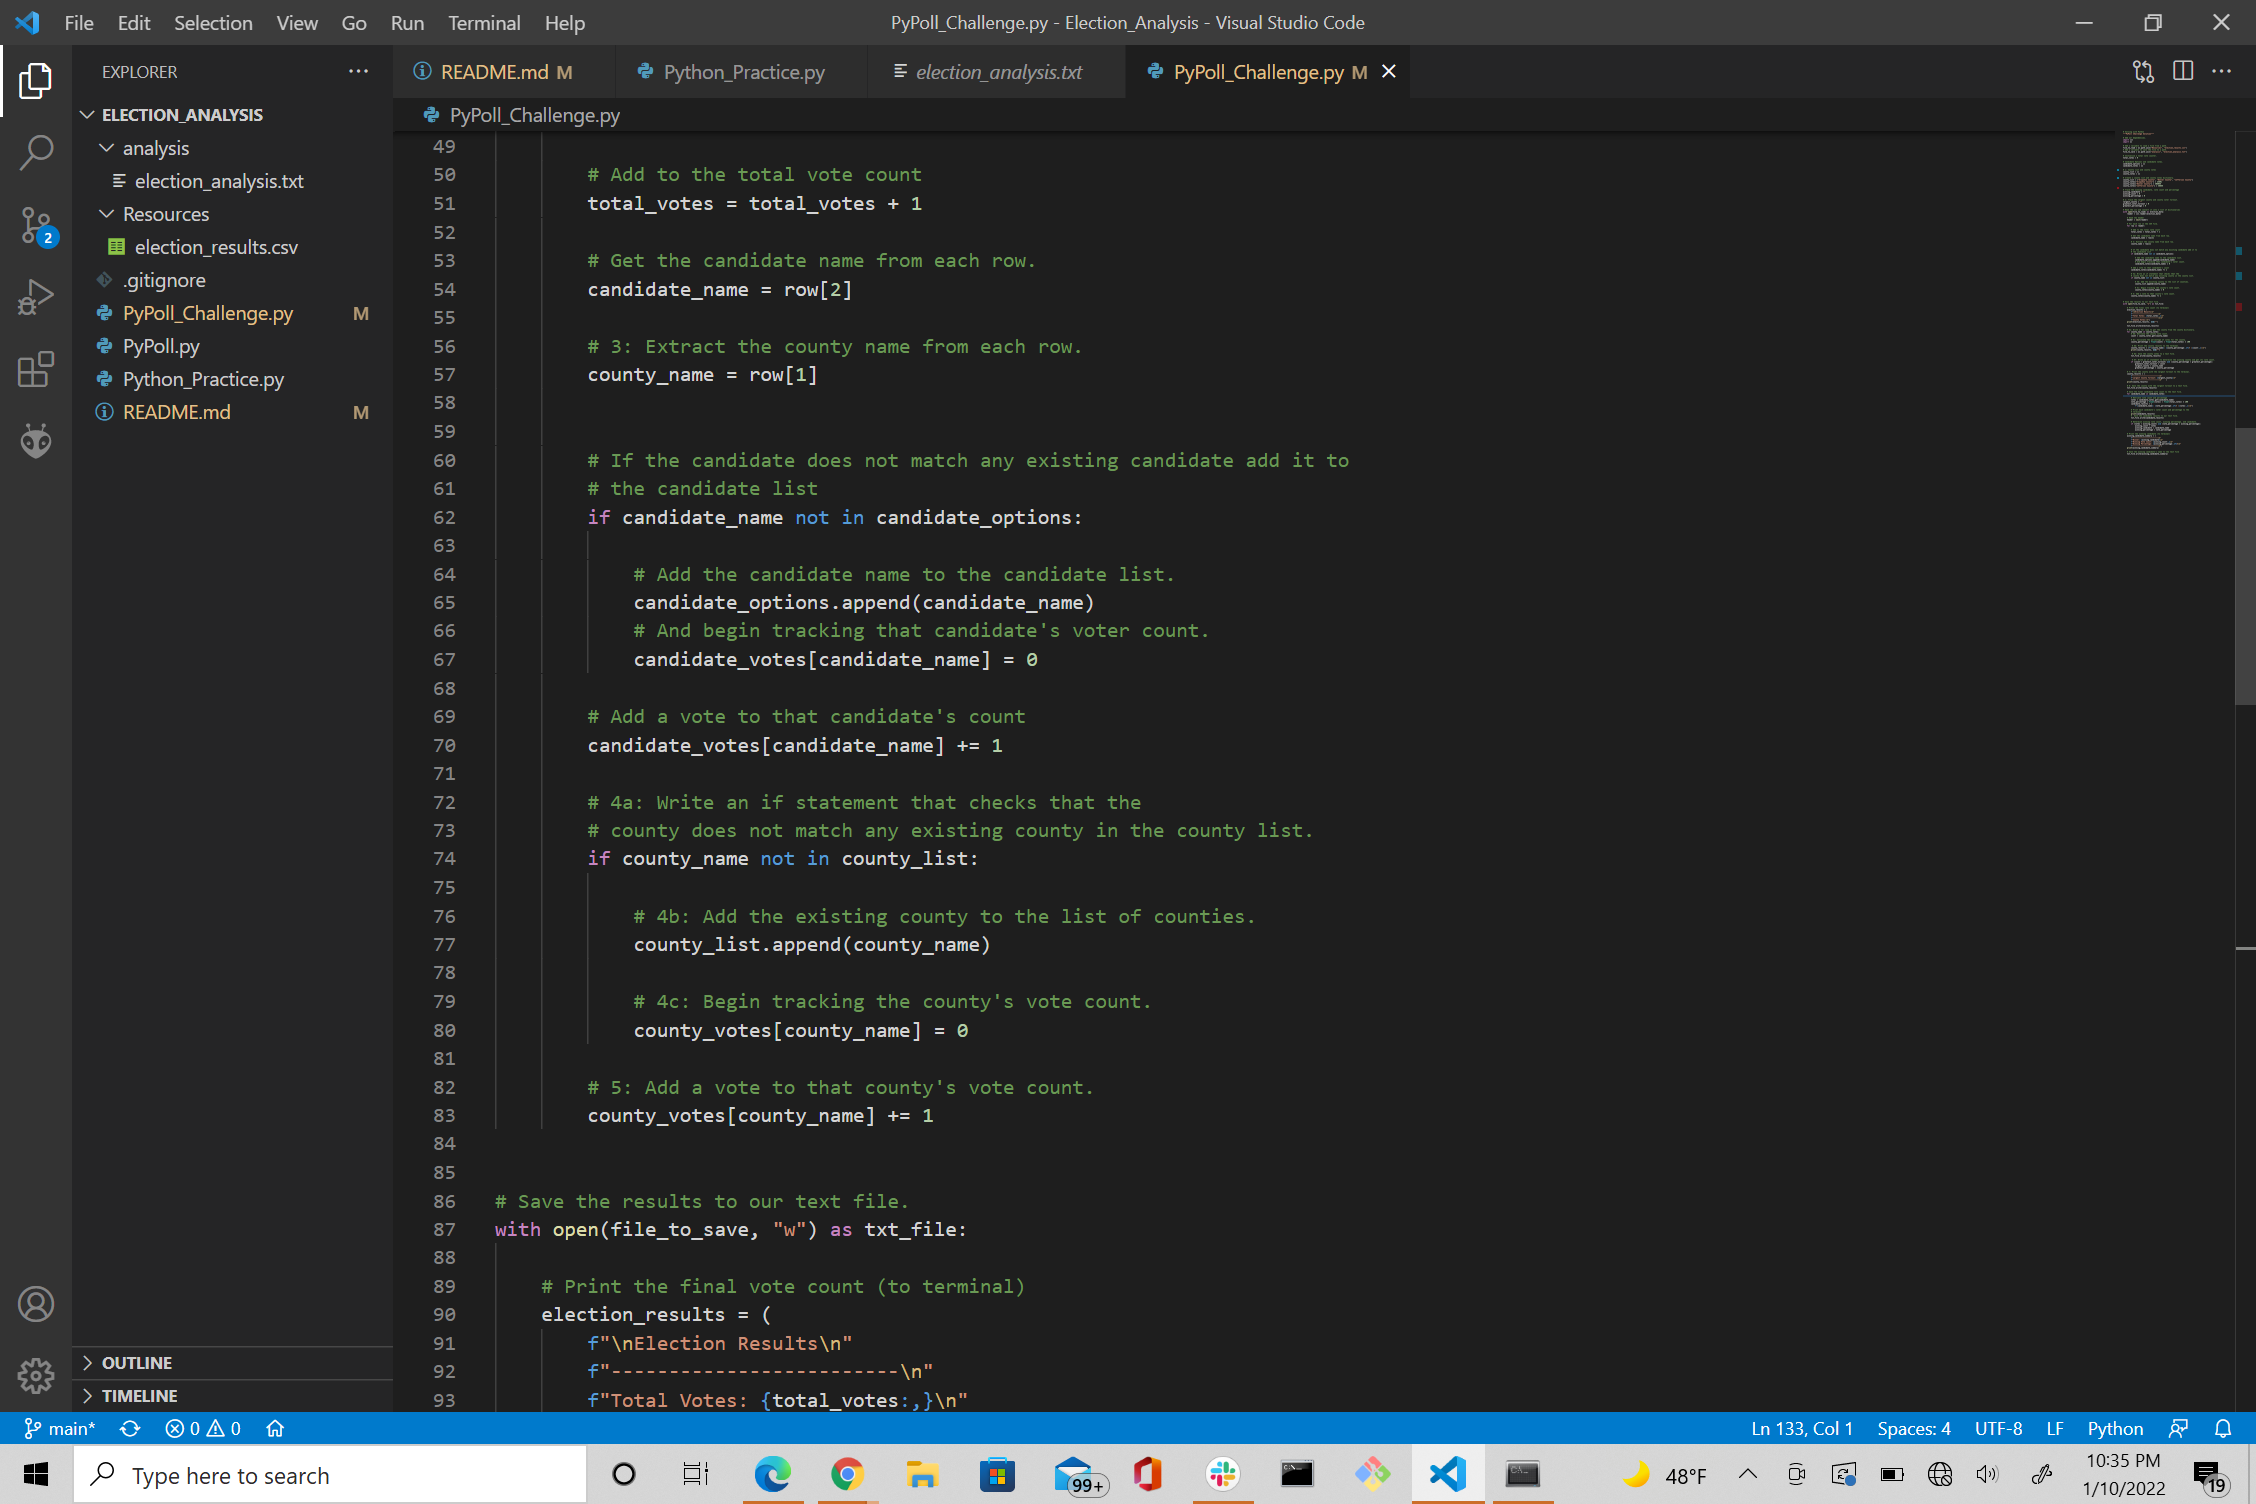 File Edit Selection View Go Run Terminal Help PyPoll_Challenge.py - Election_Analysis - Visual Studio Code
EXPLORER
README.md M Python_Practice.py election_analysis.txt PyPoll_Challenge.py M
PyPoll_Challenge.py
ELECTION_ANALYSIS
analysis
election_analysis.txt
Resources
election_results.csv
.gitignore
PyPoll_Challenge.py M
PyPoll.py
Python_Practice.py
README.md M
2
49
50 # Add to the total vote count
51 total_votes = total_votes + 1
52
53 # Get the candidate name from each row.
54 candidate_name = row[2]
55
56 # 3: Extract the county name from each row.
57 county_name = row[1]
58
59
60 # If the candidate does not match any existing candidate add it to
61 # the candidate list
62 if candidate_name not in candidate_options:
63
64 # Add the candidate name to the candidate list.
65 candidate_options.append(candidate_name)
66 # And begin tracking that candidate's voter count.
67 candidate_votes[candidate_name] = 0
68
69 # Add a vote to that candidate's count
70 candidate_votes[candidate_name] += 1
71
72 # 4a: Write an if statement that checks that the
73 # county does not match any existing county in the county list.
74 if county_name not in county_list:
75
76 # 4b: Add the existing county to the list of counties.
77 county_list.append(county_name)
78
79 # 4c: Begin tracking the county's vote count.
80 county_votes[county_name] = 0
81
82 # 5: Add a vote to that county's vote count.
83 county_votes[county_name] += 1
84
85
86 # Save the results to our text file.
87 with open(file_to_save, "w") as txt_file:
88
89 # Print the final vote count (to terminal)
90 election_results = (
91 f"\nElection Results\n"
92 f"-------------------------\n"
93 f"Total Votes: {total_votes:,}\n"
OUTLINE
TIMELINE
main* 0 0 Ln 133, Col 1 Spaces: 4 UTF-8 LF Python
Type here to search 99+ 48°F 10:35 PM
1/10/2022 19